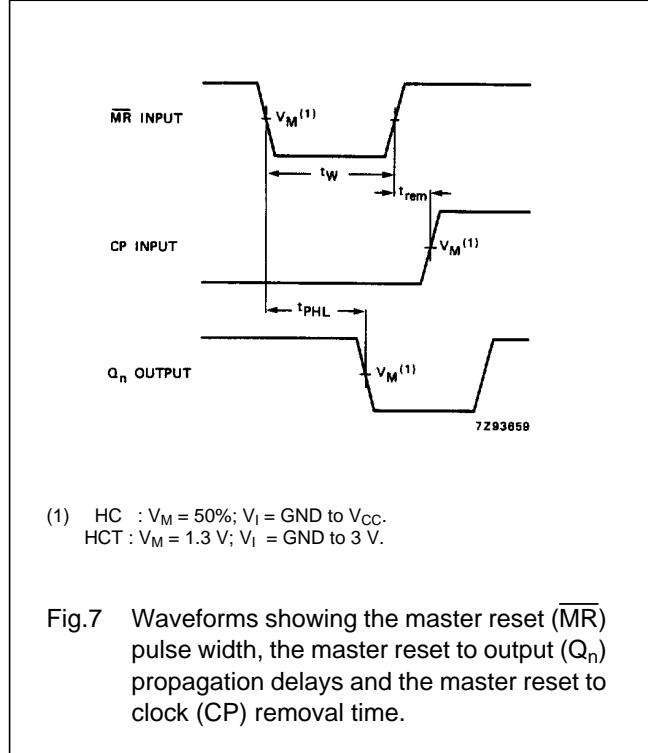 M̅R̅ INPUT
V_M(1)
t_W
t_rem
CP INPUT
V_M(1)
t_PHL
Q_n OUTPUT
V_M(1)
7Z93659
(1) HC : V_M = 50%; V_I = GND to V_CC.
HCT : V_M = 1.3 V; V_I = GND to 3 V.
Fig.7 Waveforms showing the master reset (M̅R̅)
pulse width, the master reset to output (Q_n)
propagation delays and the master reset to
clock (CP) removal time.